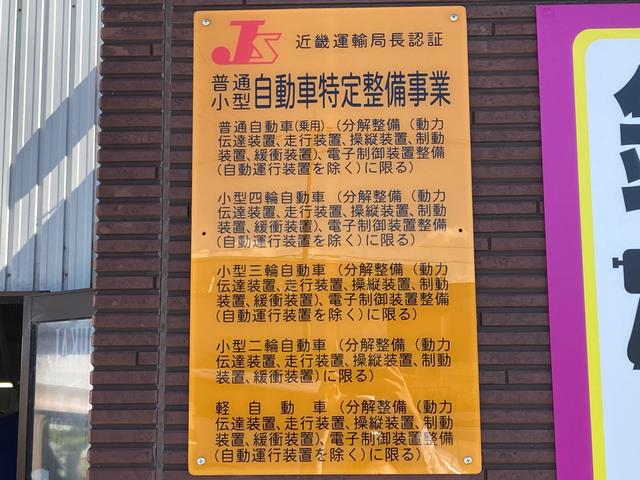 JS 近畿運輸局長認証
普通
小型 自動車特定整備事業
普通自動車(乗用)(分解整備(動力
伝達装置、走行装置、操縦装置、制動
装置、緩衝装置)、電子制御装置整備
(自動運行装置を除く)に限る)
小型四輪自動車(分解整備(動力
伝達装置、走行装置、操縦装置、制動
装置、緩衝装置)、電子制御装置整備
(自動運行装置を除く)に限る)
小型三輪自動車(分解整備(動力
伝達装置、走行装置、操縦装置、制動
装置、緩衝装置)、電子制御装置整備
(自動運行装置を除く)に限る)
小型二輪自動車(分解整備(動力
伝達装置、走行装置、操縦装置、制動
装置、緩衝装置)に限る)
軽自動車(分解整備(動力
伝達装置、走行装置、操縦装置、制動
装置、緩衝装置)、電子制御装置整備
(自動運行装置を除く)に限る)